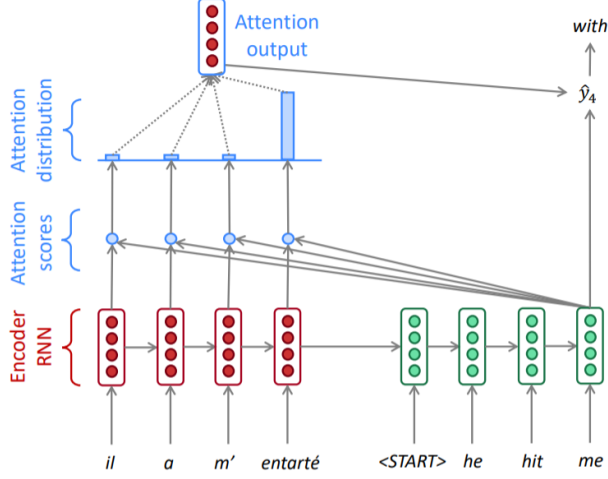 Attention
output
with
ŷ4
Attention
distribution
Attention
scores
Encoder
RNN
il a m' entarté <START> he hit me